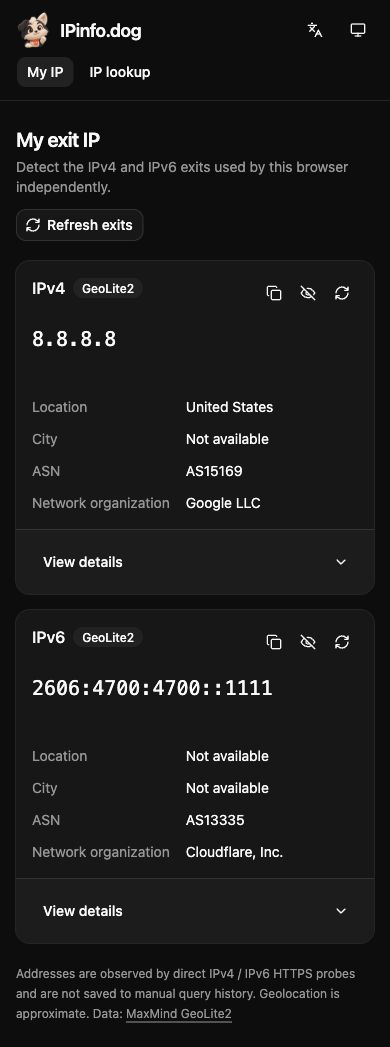 IPinfo.dog
My IP
IP lookup
My exit IP
Detect the IPv4 and IPv6 exits used by this browser
independently.
Refresh exits
IPv4 GeoLite2
8.8.8.8
Location United States
City Not available
ASN AS15169
Network organization Google LLC
View details
IPv6 GeoLite2
2606:4700:4700::1111
Location Not available
City Not available
ASN AS13335
Network organization Cloudflare, Inc.
View details
Addresses are observed by direct IPv4 / IPv6 HTTPS probes
and are not saved to manual query history. Geolocation is
approximate. Data: MaxMind GeoLite2